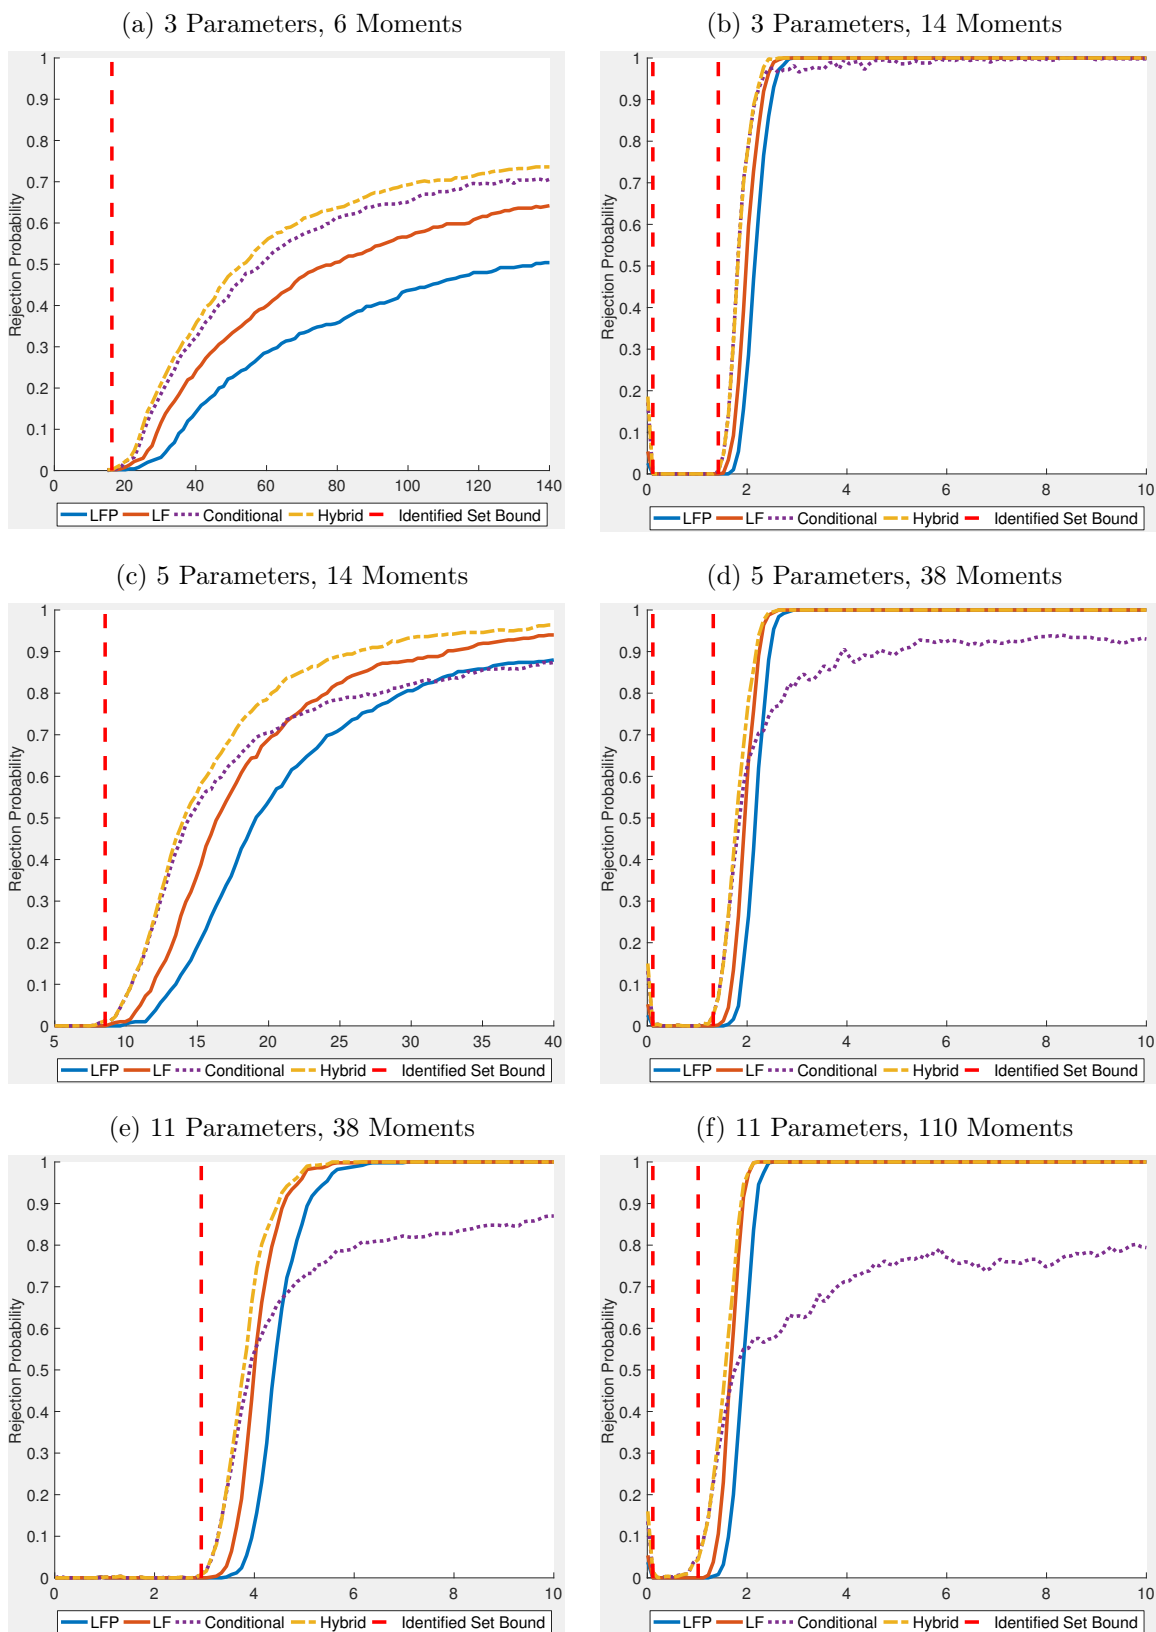 (a) 3 Parameters, 6 Moments
Rejection Probability
1
0.9
0.8
0.7
0.6
0.5
0.4
0.3
0.2
0.1
0
0 20 40 60 80 100 120 140
LFP LF Conditional Hybrid Identified Set Bound
(b) 3 Parameters, 14 Moments
Rejection Probability
1
0.9
0.8
0.7
0.6
0.5
0.4
0.3
0.2
0.1
0
0 2 4 6 8 10
LFP LF Conditional Hybrid Identified Set Bound
(c) 5 Parameters, 14 Moments
Rejection Probability
1
0.9
0.8
0.7
0.6
0.5
0.4
0.3
0.2
0.1
0
5 10 15 20 25 30 35 40
LFP LF Conditional Hybrid Identified Set Bound
(d) 5 Parameters, 38 Moments
Rejection Probability
1
0.9
0.8
0.7
0.6
0.5
0.4
0.3
0.2
0.1
0
0 2 4 6 8 10
LFP LF Conditional Hybrid Identified Set Bound
(e) 11 Parameters, 38 Moments
Rejection Probability
1
0.9
0.8
0.7
0.6
0.5
0.4
0.3
0.2
0.1
0
0 2 4 6 8 10
LFP LF Conditional Hybrid Identified Set Bound
(f) 11 Parameters, 110 Moments
Rejection Probability
1
0.9
0.8
0.7
0.6
0.5
0.4
0.3
0.2
0.1
0
0 2 4 6 8 10
LFP LF Conditional Hybrid Identified Set Bound